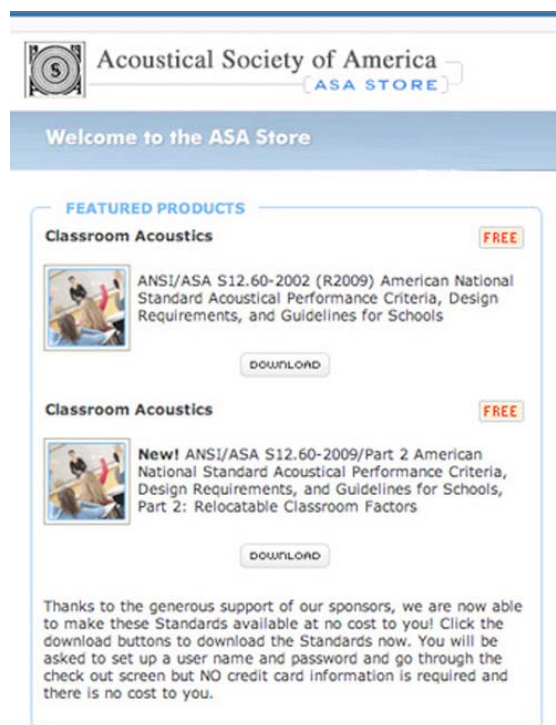 S
Acoustical Society of America
ASA STORE
Welcome to the ASA Store
FEATURED PRODUCTS
Classroom Acoustics
FREE
ANSI/ASA S12.60-2002 (R2009) American National
Standard Acoustical Performance Criteria, Design
Requirements, and Guidelines for Schools
DOWNLOAD
Classroom Acoustics
FREE
New! ANSI/ASA S12.60-2009/Part 2 American
National Standard Acoustical Performance Criteria,
Design Requirements, and Guidelines for Schools,
Part 2: Relocatable Classroom Factors
DOWNLOAD
Thanks to the generous support of our sponsors, we are now able
to make these Standards available at no cost to you! Click the
download buttons to download the Standards now. You will be
asked to set up a user name and password and go through the
check out screen but NO credit card information is required and
there is no cost to you.